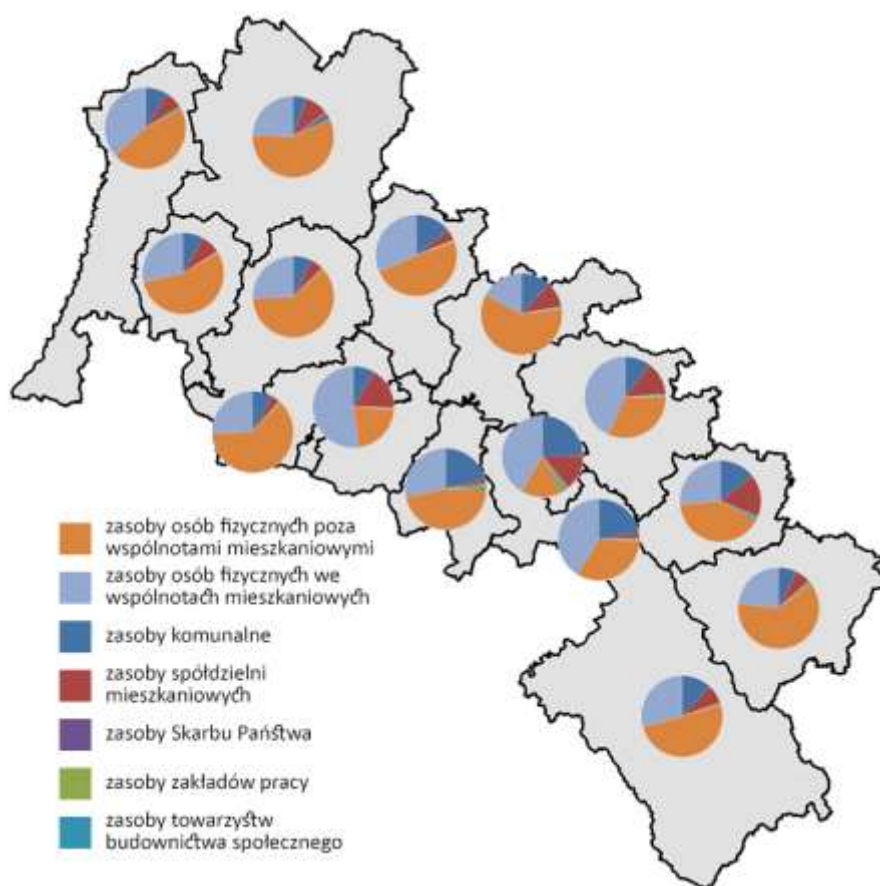 zasoby osób fizycznych poza
wspólnotami mieszkaniowymi
zasoby osób fizycznych we
wspólnotach mieszkaniowych
zasoby komunalne
zasoby spółdzielni
mieszkaniowych
zasoby Skarbu Państwa
zasoby zakładów pracy
zasoby towarzystw
budownictwa społecznego